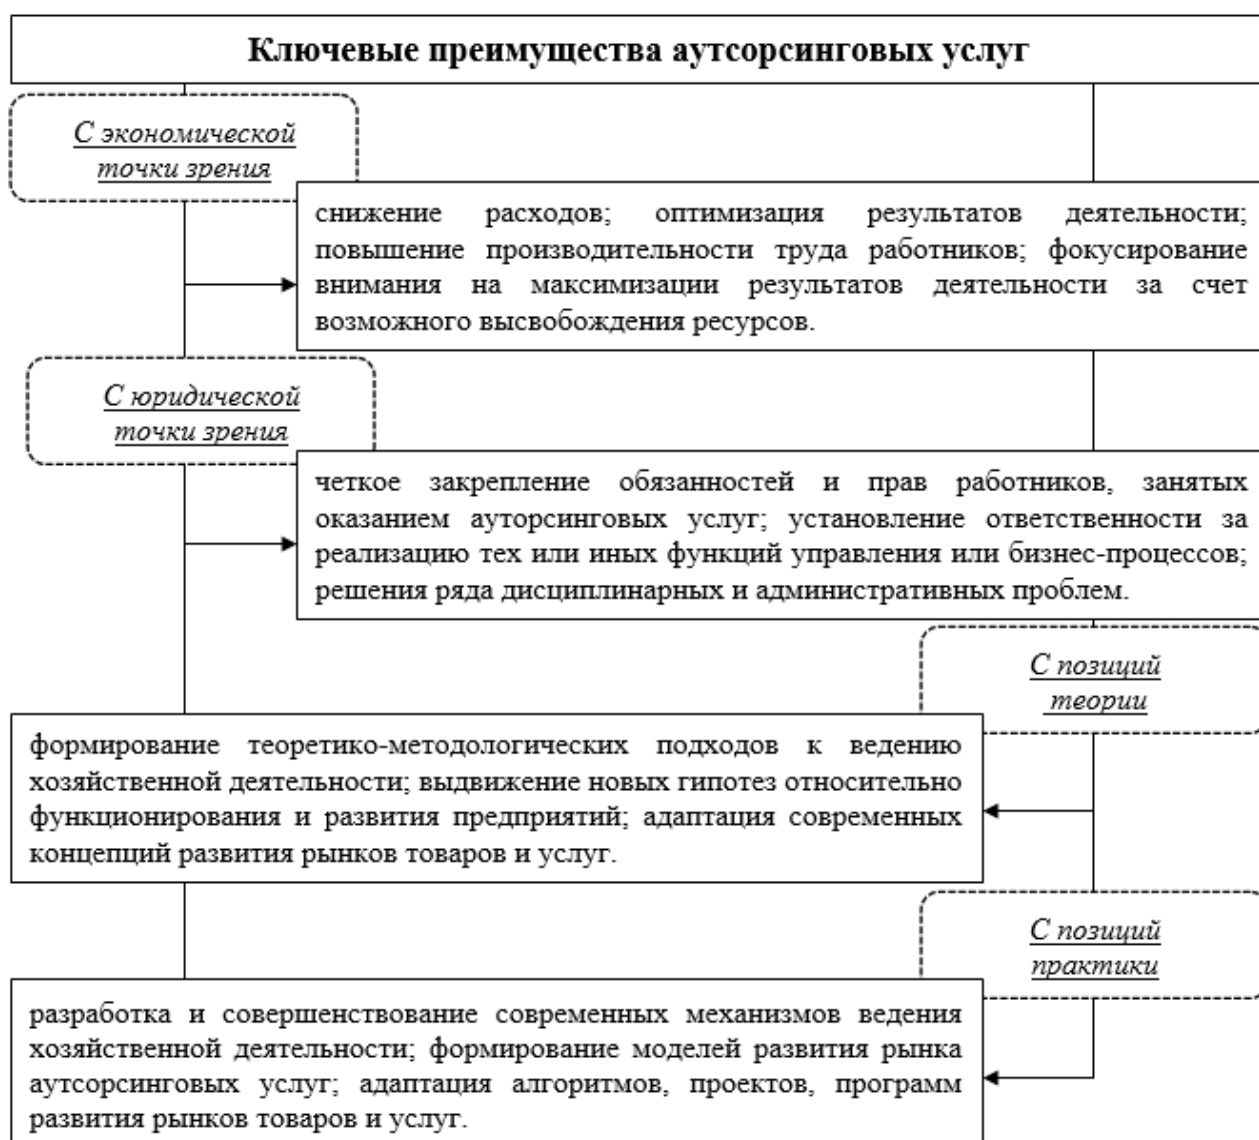 Ключевые преимущества аутсорсинговых услуг
С экономической
точки зрения
снижение расходов; оптимизация результатов деятельности;
повышение производительности труда работников; фокусирование
внимания на максимизации результатов деятельности за счет
возможного высвобождения ресурсов.
С юридической
точки зрения
четкое закрепление обязанностей и прав работников, занятых
оказанием ауторсинговых услуг; установление ответственности за
реализацию тех или иных функций управления или бизнес-процессов;
решения ряда дисциплинарных и административных проблем.
С позиций
теории
формирование теоретико-методологических подходов к ведению
хозяйственной деятельности; выдвижение новых гипотез относительно
функционирования и развития предприятий; адаптация современных
концепций развития рынков товаров и услуг.
С позиций
практики
разработка и совершенствование современных механизмов ведения
хозяйственной деятельности; формирование моделей развития рынка
аутсорсинговых услуг; адаптация алгоритмов, проектов, программ
развития рынков товаров и услуг.